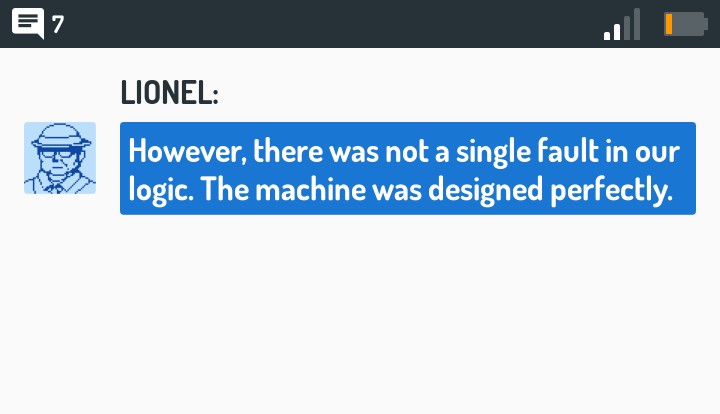 7
LIONEL:
However, there was not a single fault in our
logic. The machine was designed perfectly.